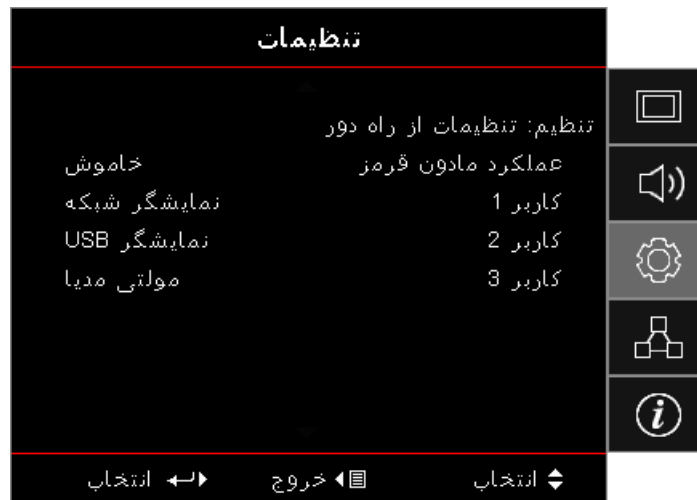 تنظیمات
تنظیم: تنظیمات از راه دور
عملکرد مادون قرمز خاموش
کاربر 1 نمایشگر شبکه
کاربر 2 نمایشگر USB
کاربر 3 مولتی مدیا
انتخاب خروج انتخاب